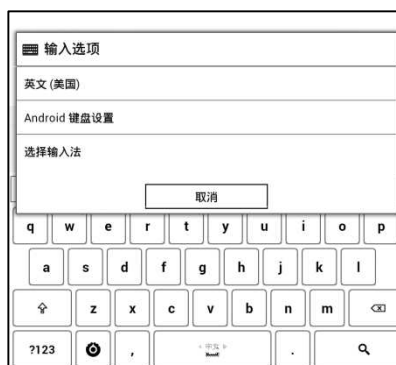 输入选项
英文 (美国)
Android 键盘设置
选择输入法
取消
q w e r t y u i o p
a s d f g h j k l
z x c v b n m
?123 , .